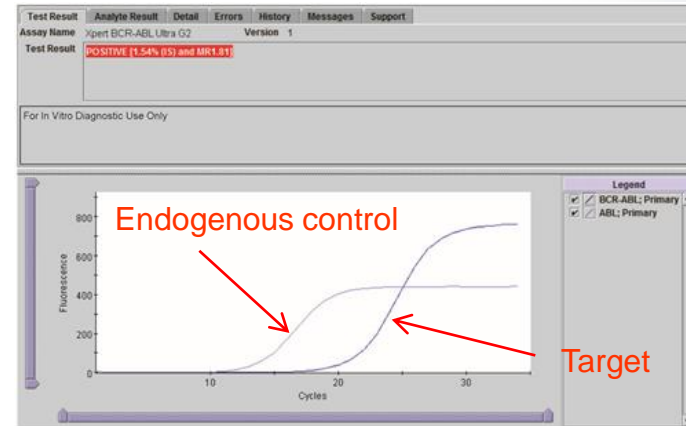 Test Result Analyte Result Detail Errors History Messages Support
Assay Name Xpert BCR-ABL Ultra G2 Version 1
Test Result POSITIVE [1.54% (IS) and MR1.81]
For In Vitro Diagnostic Use Only
Legend
BCR-ABL; Primary
ABL; Primary
Endogenous control
Target
Fluorescence
800
600
400
200
0
10 20 30
Cycles